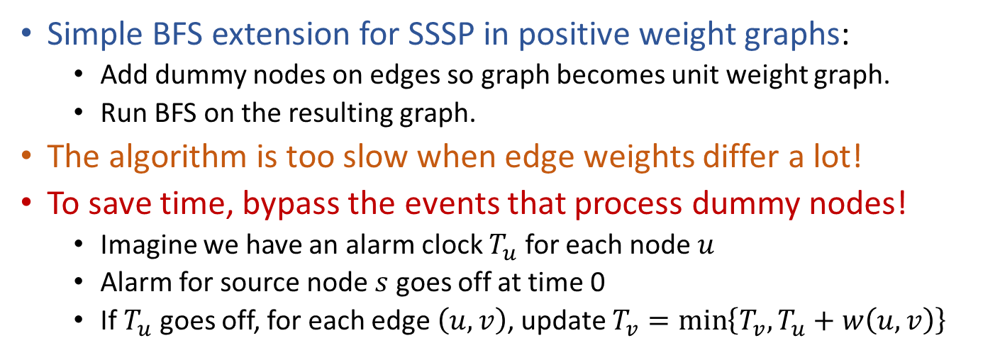 • Simple BFS extension for SSSP in positive weight graphs:
• Add dummy nodes on edges so graph becomes unit weight graph.
• Run BFS on the resulting graph.
• The algorithm is too slow when edge weights differ a lot!
• To save time, bypass the events that process dummy nodes!
• Imagine we have an alarm clock $T_u$ for each node $u$
• Alarm for source node $s$ goes off at time 0
• If $T_u$ goes off, for each edge $(u, v)$, update $T_v = \min\{T_v, T_u + w(u, v)\}$